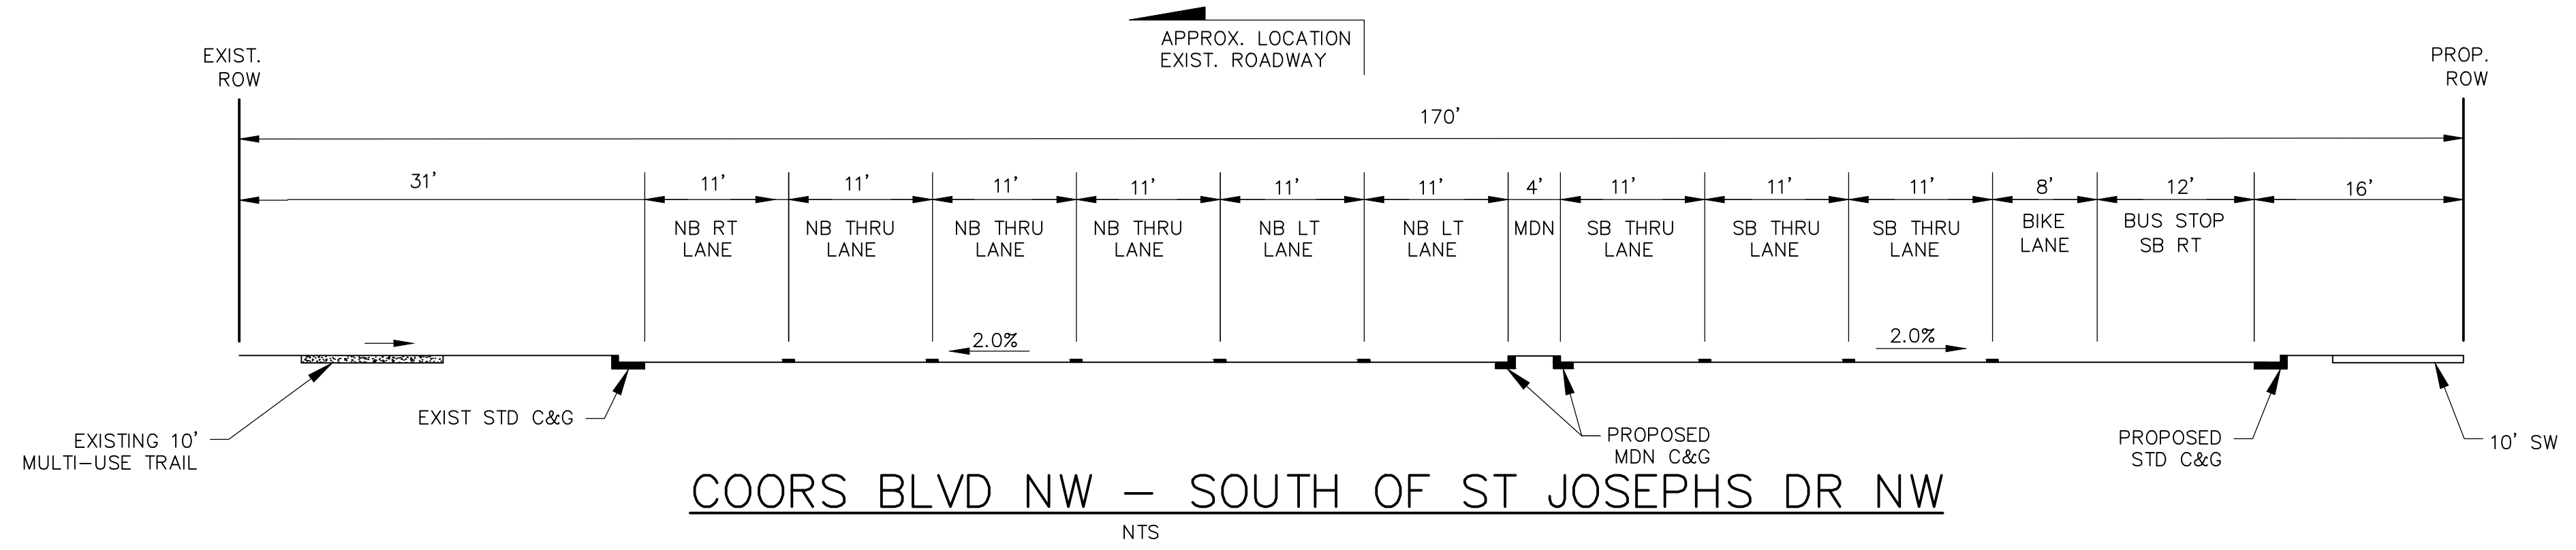 APPROX. LOCATION
EXIST. ROADWAY
EXIST.
ROW
PROP.
ROW
170'
31'
11'
11'
11'
11'
11'
11'
4'
11'
11'
11'
8'
12'
16'
NB RT
LANE
NB THRU
LANE
NB THRU
LANE
NB THRU
LANE
NB LT
LANE
NB LT
LANE
MDN
SB THRU
LANE
SB THRU
LANE
SB THRU
LANE
BIKE
LANE
BUS STOP
SB RT
2.0%
2.0%
EXIST STD C&G
EXISTING 10'
MULTI-USE TRAIL
PROPOSED
MDN C&G
PROPOSED
STD C&G
10' SW
COORS BLVD NW – SOUTH OF ST JOSEPHS DR NW
NTS